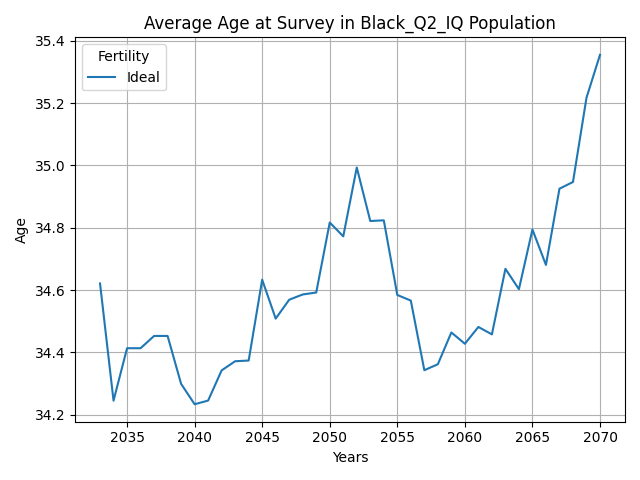 Average Age at Survey in Black_Q2_IQ Population
35.4
35.2
35.0
34.8
34.6
34.4
34.2
Age
Fertility
Ideal
2035 2040 2045 2050 2055 2060 2065 2070
Years